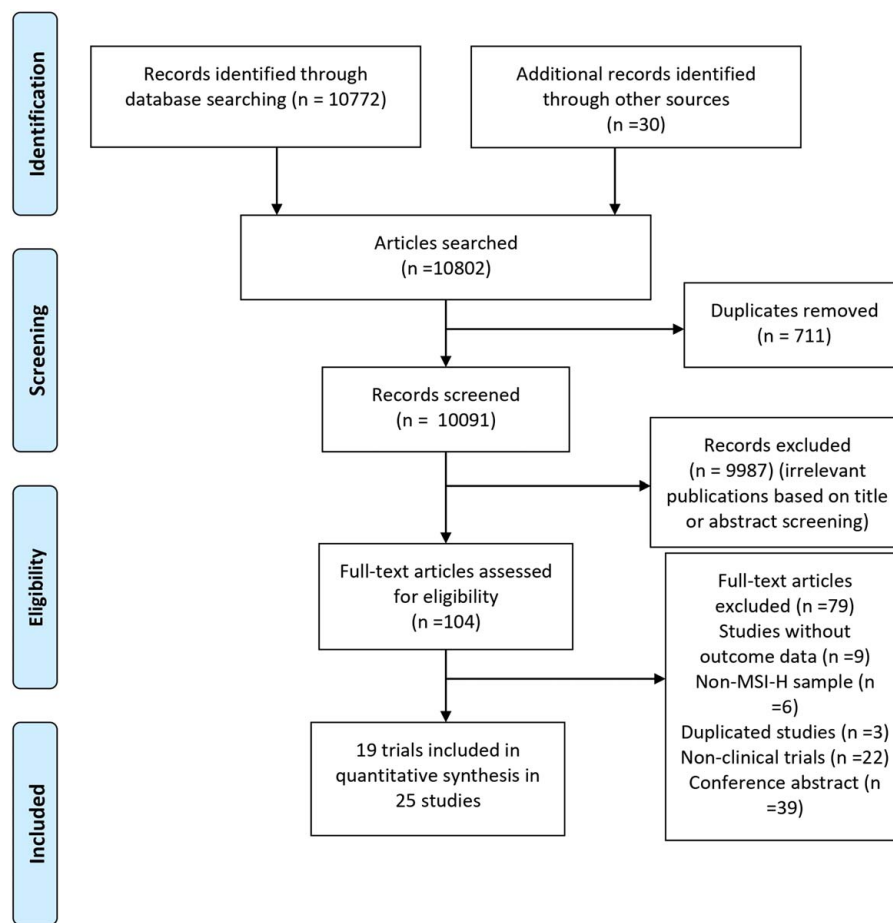 Identification
Records identified through
database searching (n = 10772)
Additional records identified
through other sources
(n =30)
Articles searched
(n =10802)
Screening
Duplicates removed
(n = 711)
Records screened
(n =  10091)
Records excluded
(n = 9987) (irrelevant
publications based on title
or abstract screening)
Eligibility
Full-text articles assessed
for eligibility
(n =104)
Full-text articles
excluded (n =79)
Studies without
outcome data (n =9)
Non-MSI-H sample (n
=6)
Duplicated studies (n =3)
Non-clinical trials (n =22)
Conference abstract (n
=39)
Included
19 trials included in
quantitative synthesis in
25 studies